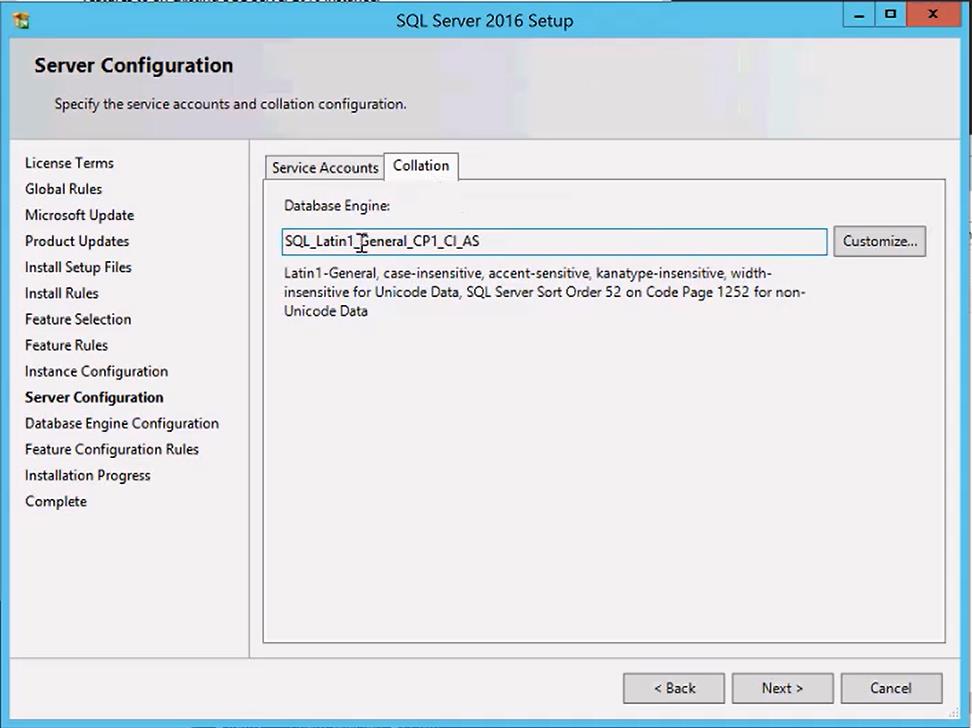 SQL Server 2016 Setup
Server Configuration
Specify the service accounts and collation configuration.
License Terms
Global Rules
Microsoft Update
Product Updates
Install Setup Files
Install Rules
Feature Selection
Feature Rules
Instance Configuration
Server Configuration
Database Engine Configuration
Feature Configuration Rules
Installation Progress
Complete
Service Accounts
Collation
Database Engine:
SQL_Latin1_General_CP1_CI_AS
Customize...
Latin1-General, case-insensitive, accent-sensitive, kanatype-insensitive, width-
insensitive for Unicode Data, SQL Server Sort Order 52 on Code Page 1252 for non-
Unicode Data
< Back
Next >
Cancel